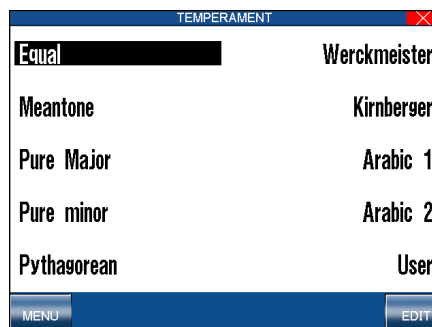 TEMPERAMENT
Equal Werckmeister
Meantone Kirnberger
Pure Major Arabic 1
Pure minor Arabic 2
Pythagorean User
MENU EDIT